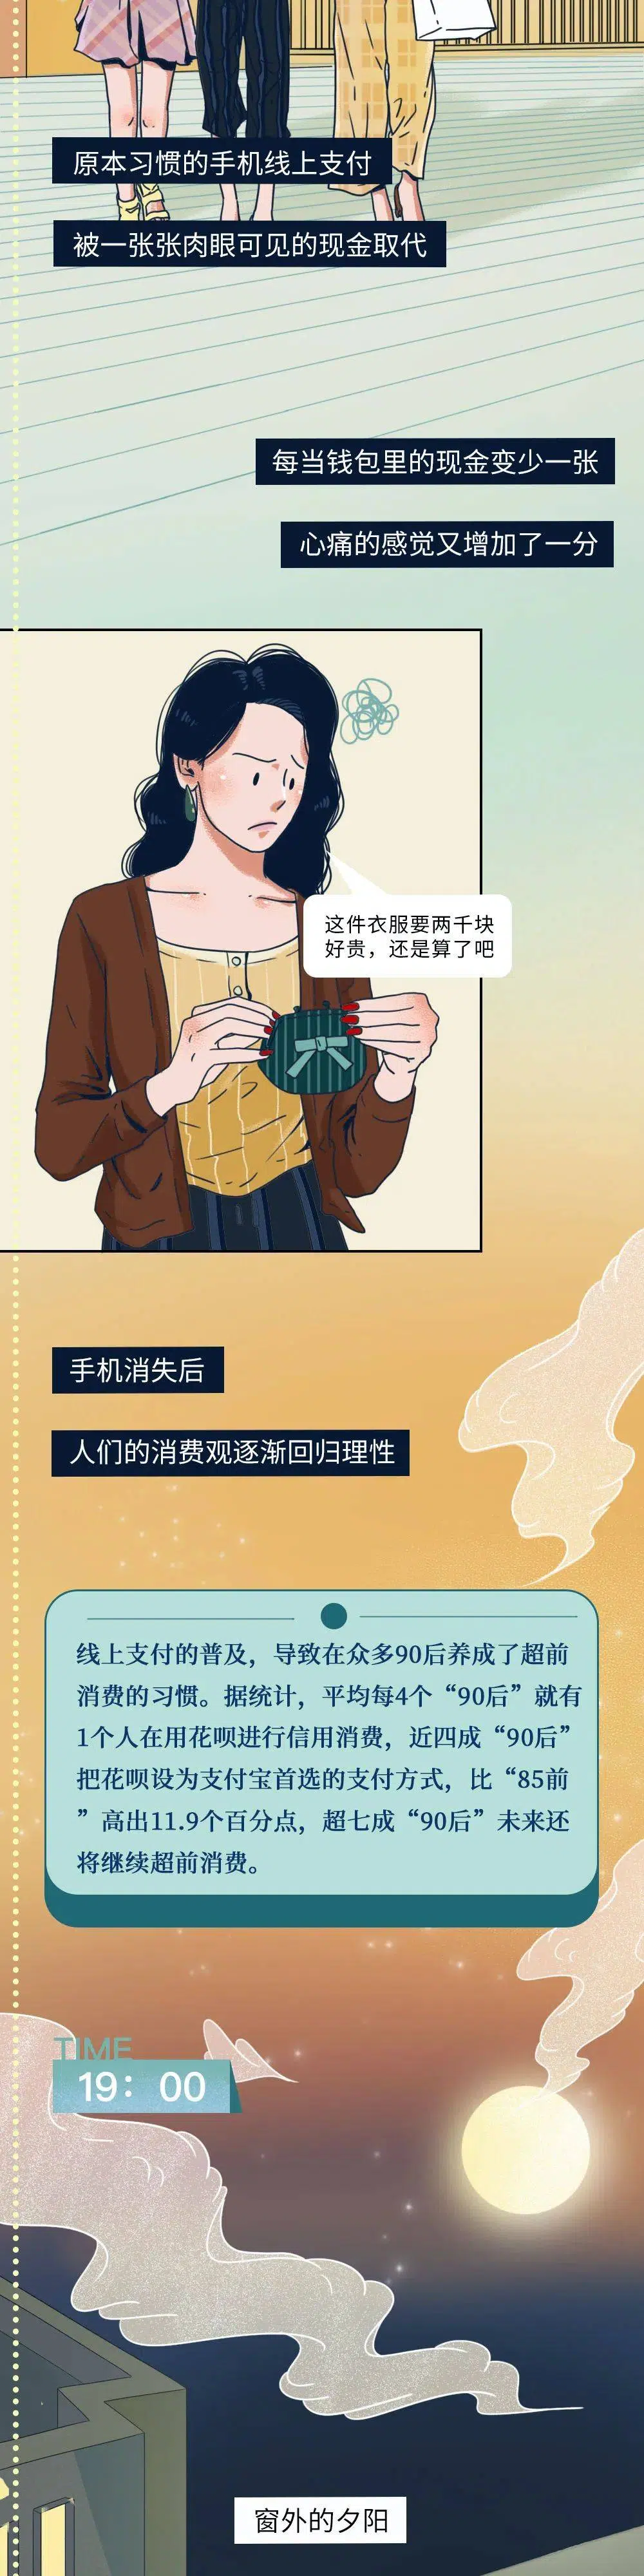 原本习惯的手机线上支付
被一张张肉眼可见的现金取代
每当钱包里的现金变少一张
心痛的感觉又增加了一分
这件衣服要两千块
好贵，还是算了吧
手机消失后
人们的消费观逐渐回归理性
线上支付的普及，导致在众多90后养成了超前
消费的习惯。据统计，平均每4个“90后”就有
1个人在用花呗进行信用消费，近四成“90后”
把花呗设为支付宝首选的支付方式，比“85前
”高出11.9个百分点，超七成“90后”未来还
将继续超前消费。
TIME
19：00
窗外的夕阳